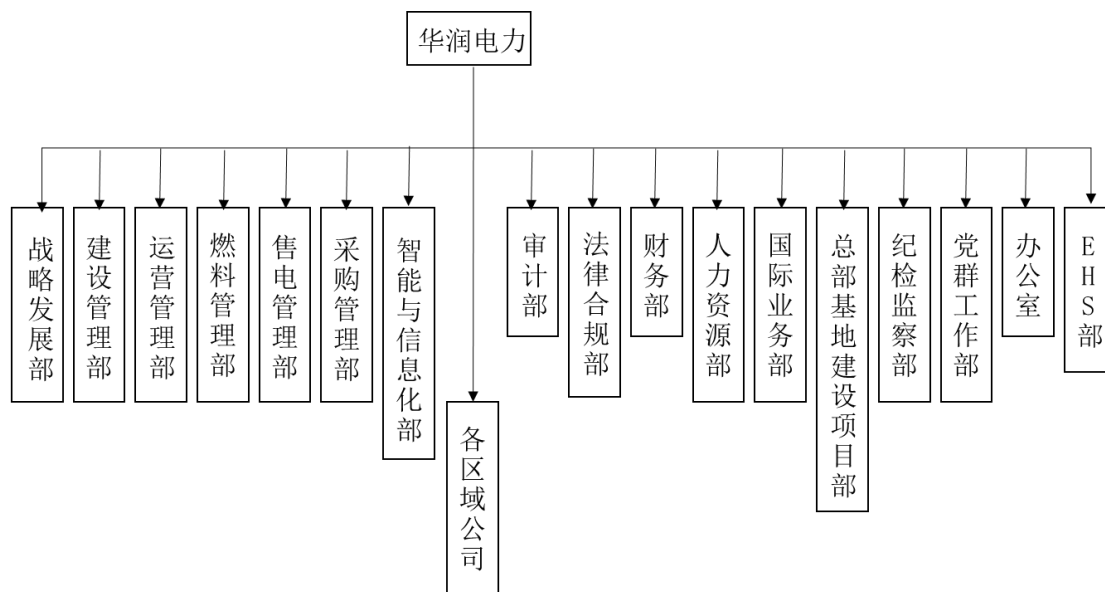 华润电力
战略发展部
建设管理部
运营管理部
燃料管理部
售电管理部
采购管理部
智能与信息化部
各区域公司
审计部
法律合规部
财务部
人力资源部
国际业务部
总部基地建设项目部
纪检监察部
党群工作部
办公室
EHS部